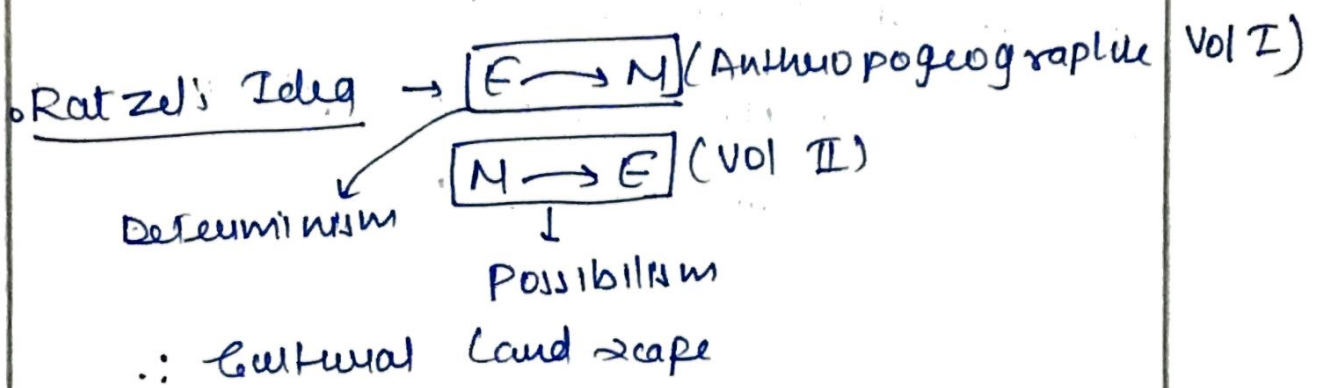 Ratzel's Idea → E → M (Anthropogeographie Vol I)
M → E (Vol II)
Determinism
↓
Possibilism
∴ Cultural Landscape